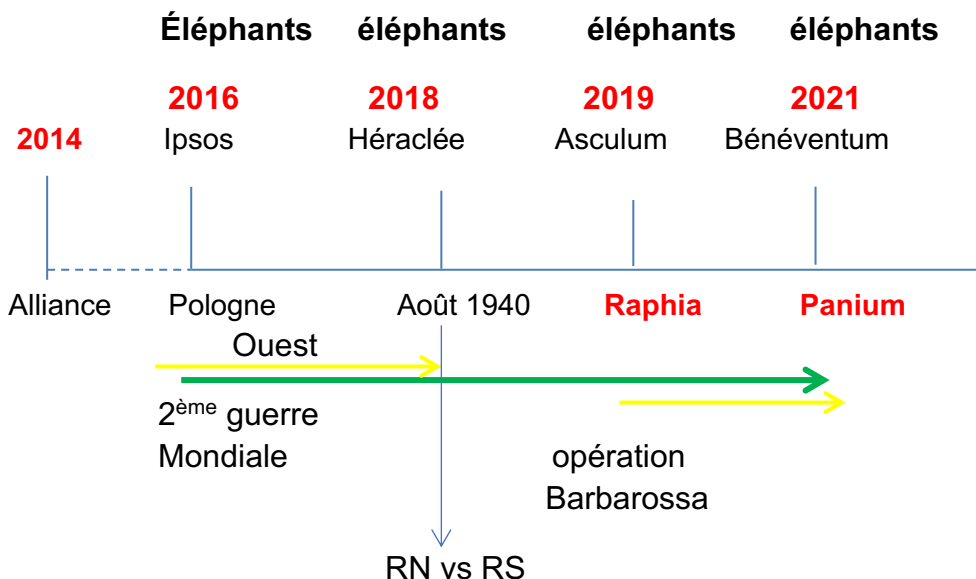 Éléphants éléphants éléphants éléphants
2016 2018 2019 2021
2014 Ipsos Héraclée Asculum Bénéventum
Alliance Pologne Août 1940 Raphia Panium
Ouest
2ème guerre
Mondiale
opération
Barbarossa
RN vs RS